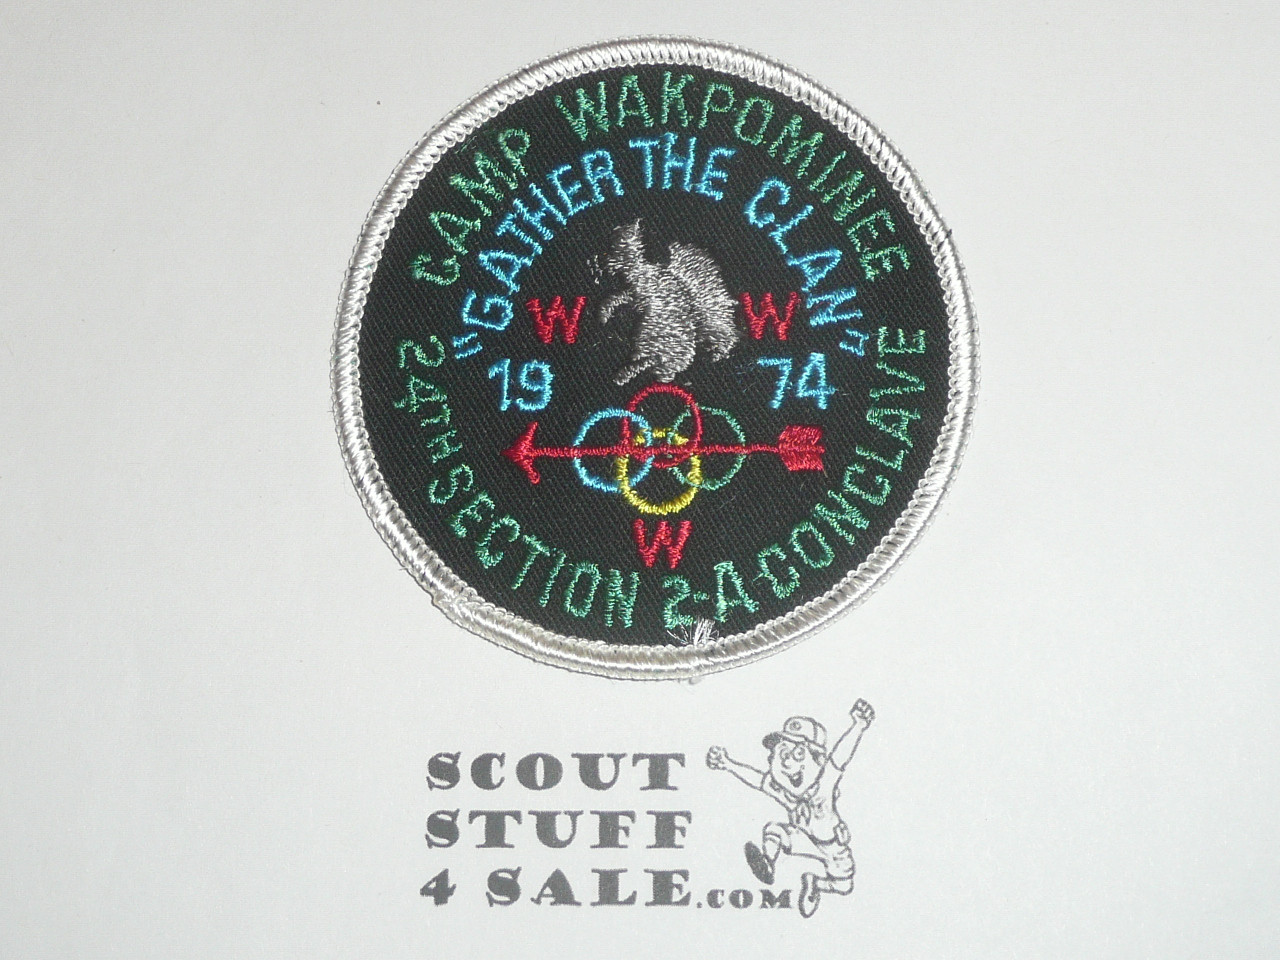 CAMP WAKPOMINEE
"GATHER THE CLAN"
W W
19 74
W
24TH SECTION 2-A-CONCLAVE
SCOUT
STUFF
4 SALE.COM